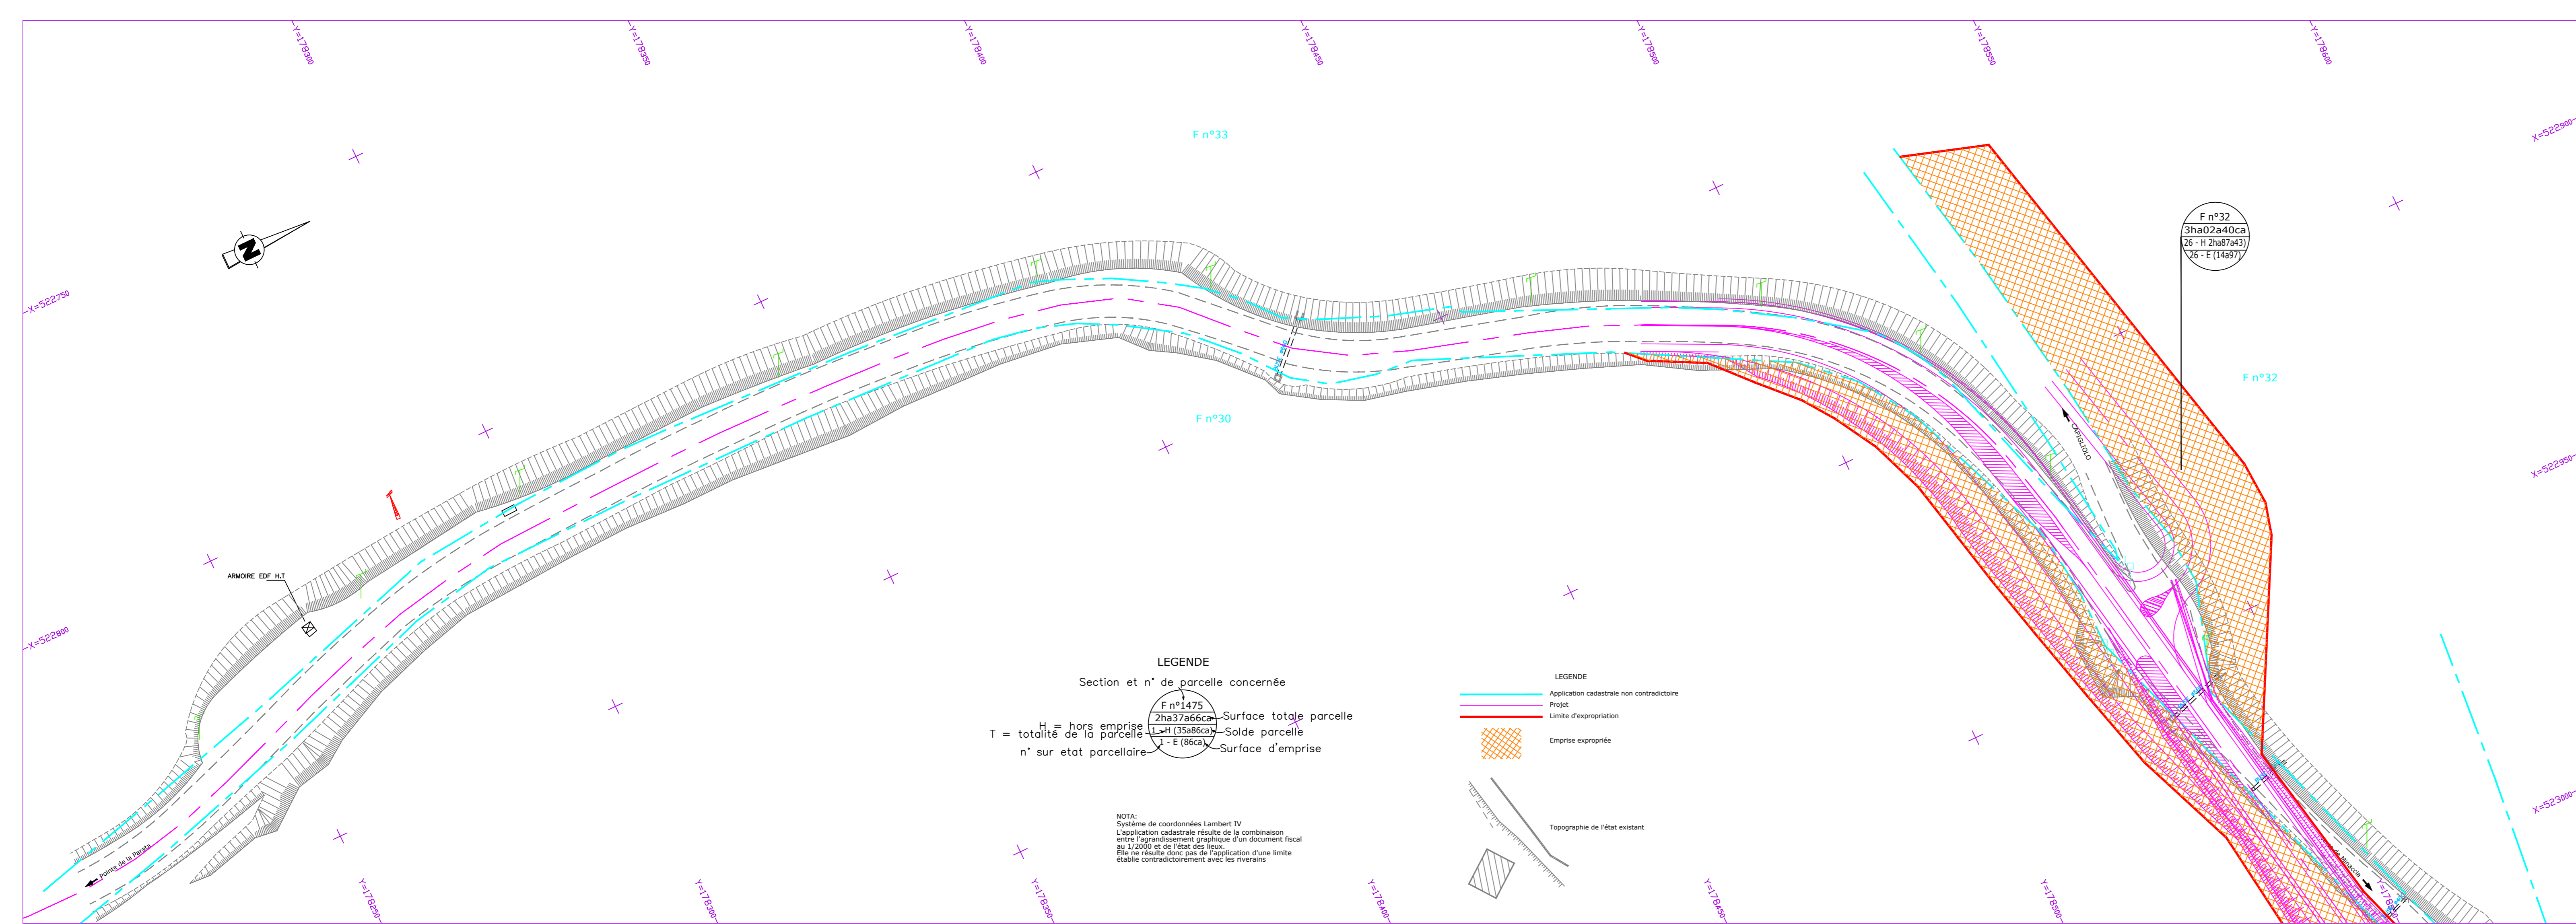 Y=178300
Y=178350
Y=178400
Y=178450
Y=178500
Y=178550
Y=178600
X=522900
F n°33
F n°32
3ha02a40ca
26 - H 2ha87a43)
26 - E (14a97)
N
X=522750
F n°32
F n°30
CAPIGLIOLO
X=522950
ARMOIRE EDF H.T
X=522800
LEGENDE
Section et n° de parcelle concernée
F n°1475
2ha37a66ca
1 - H (35a86ca)
1 - E (86ca)
H = hors emprise
T = totalité de la parcelle
n° sur etat parcellaire
Surface totale parcelle
Solde parcelle
Surface d'emprise
LEGENDE
Application cadastrale non contradictoire
Projet
Limite d'expropriation
Emprise expropriée
Topographie de l'état existant
X=523000
NOTA:
Système de coordonnées Lambert IV
L'application cadastrale résulte de la combinaison
entre l'agrandissement graphique d'un document fiscal
au 1/2000 et de l'état des lieux.
Elle ne résulte donc pas de l'application d'une limite
établie contradictoirement avec les riverains
Pointe de la Parata
de Minaccia
Y=178250
Y=178300
Y=178350
Y=178400
Y=178450
Y=178500